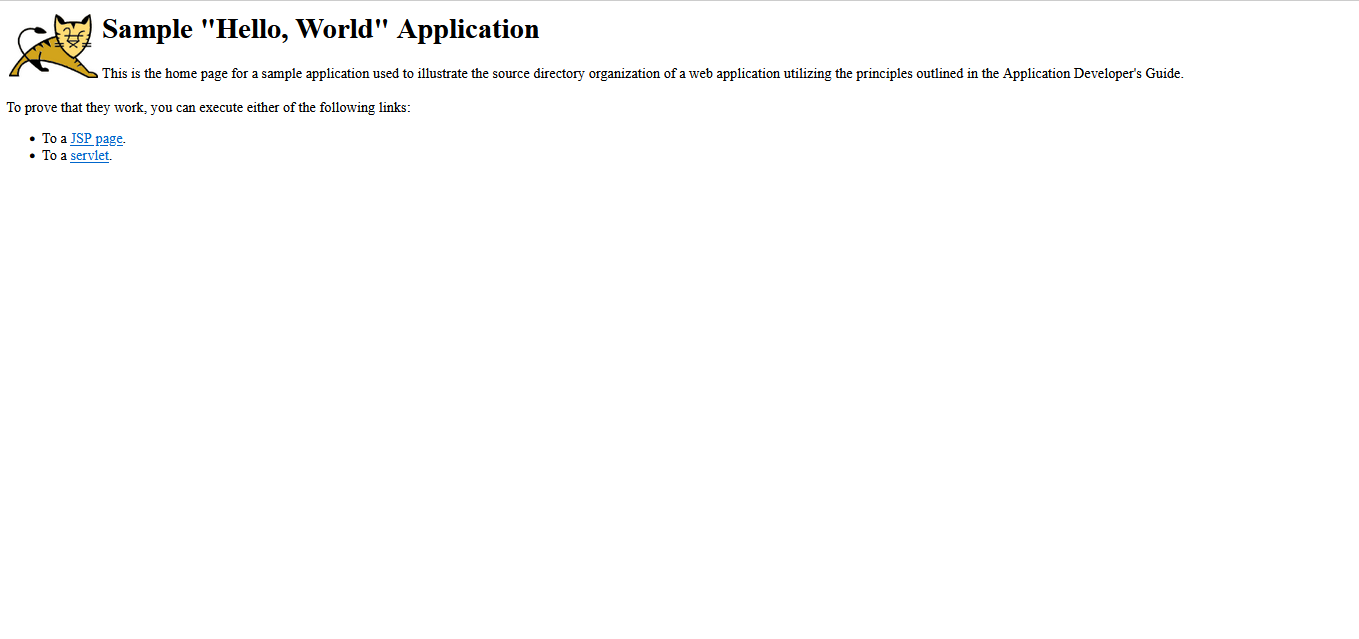 Sample "Hello, World" Application
This is the home page for a sample application used to illustrate the source directory organization of a web application utilizing the principles outlined in the Application Developer's Guide.
To prove that they work, you can execute either of the following links:
• To a JSP page.
• To a servlet.